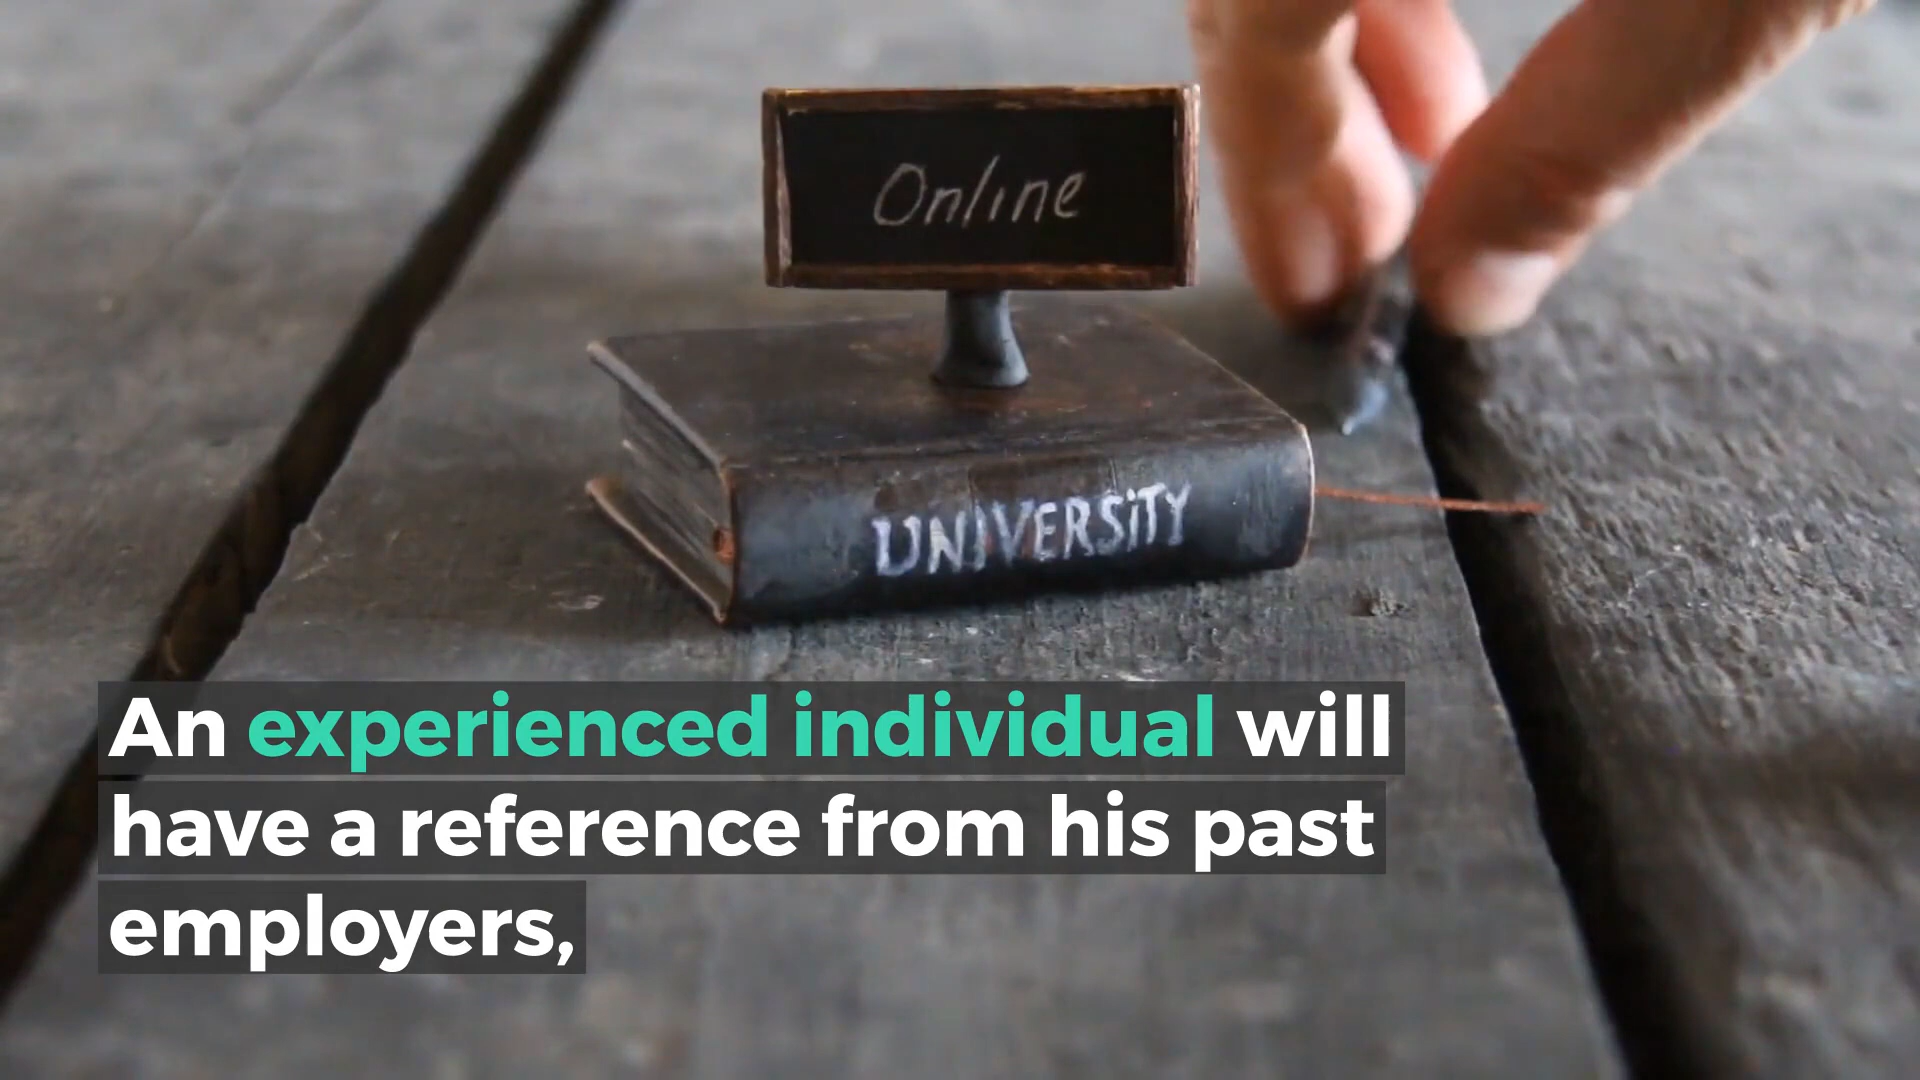 Online
UNIVERSiTY
An experienced individual will
have a reference from his past
employers,